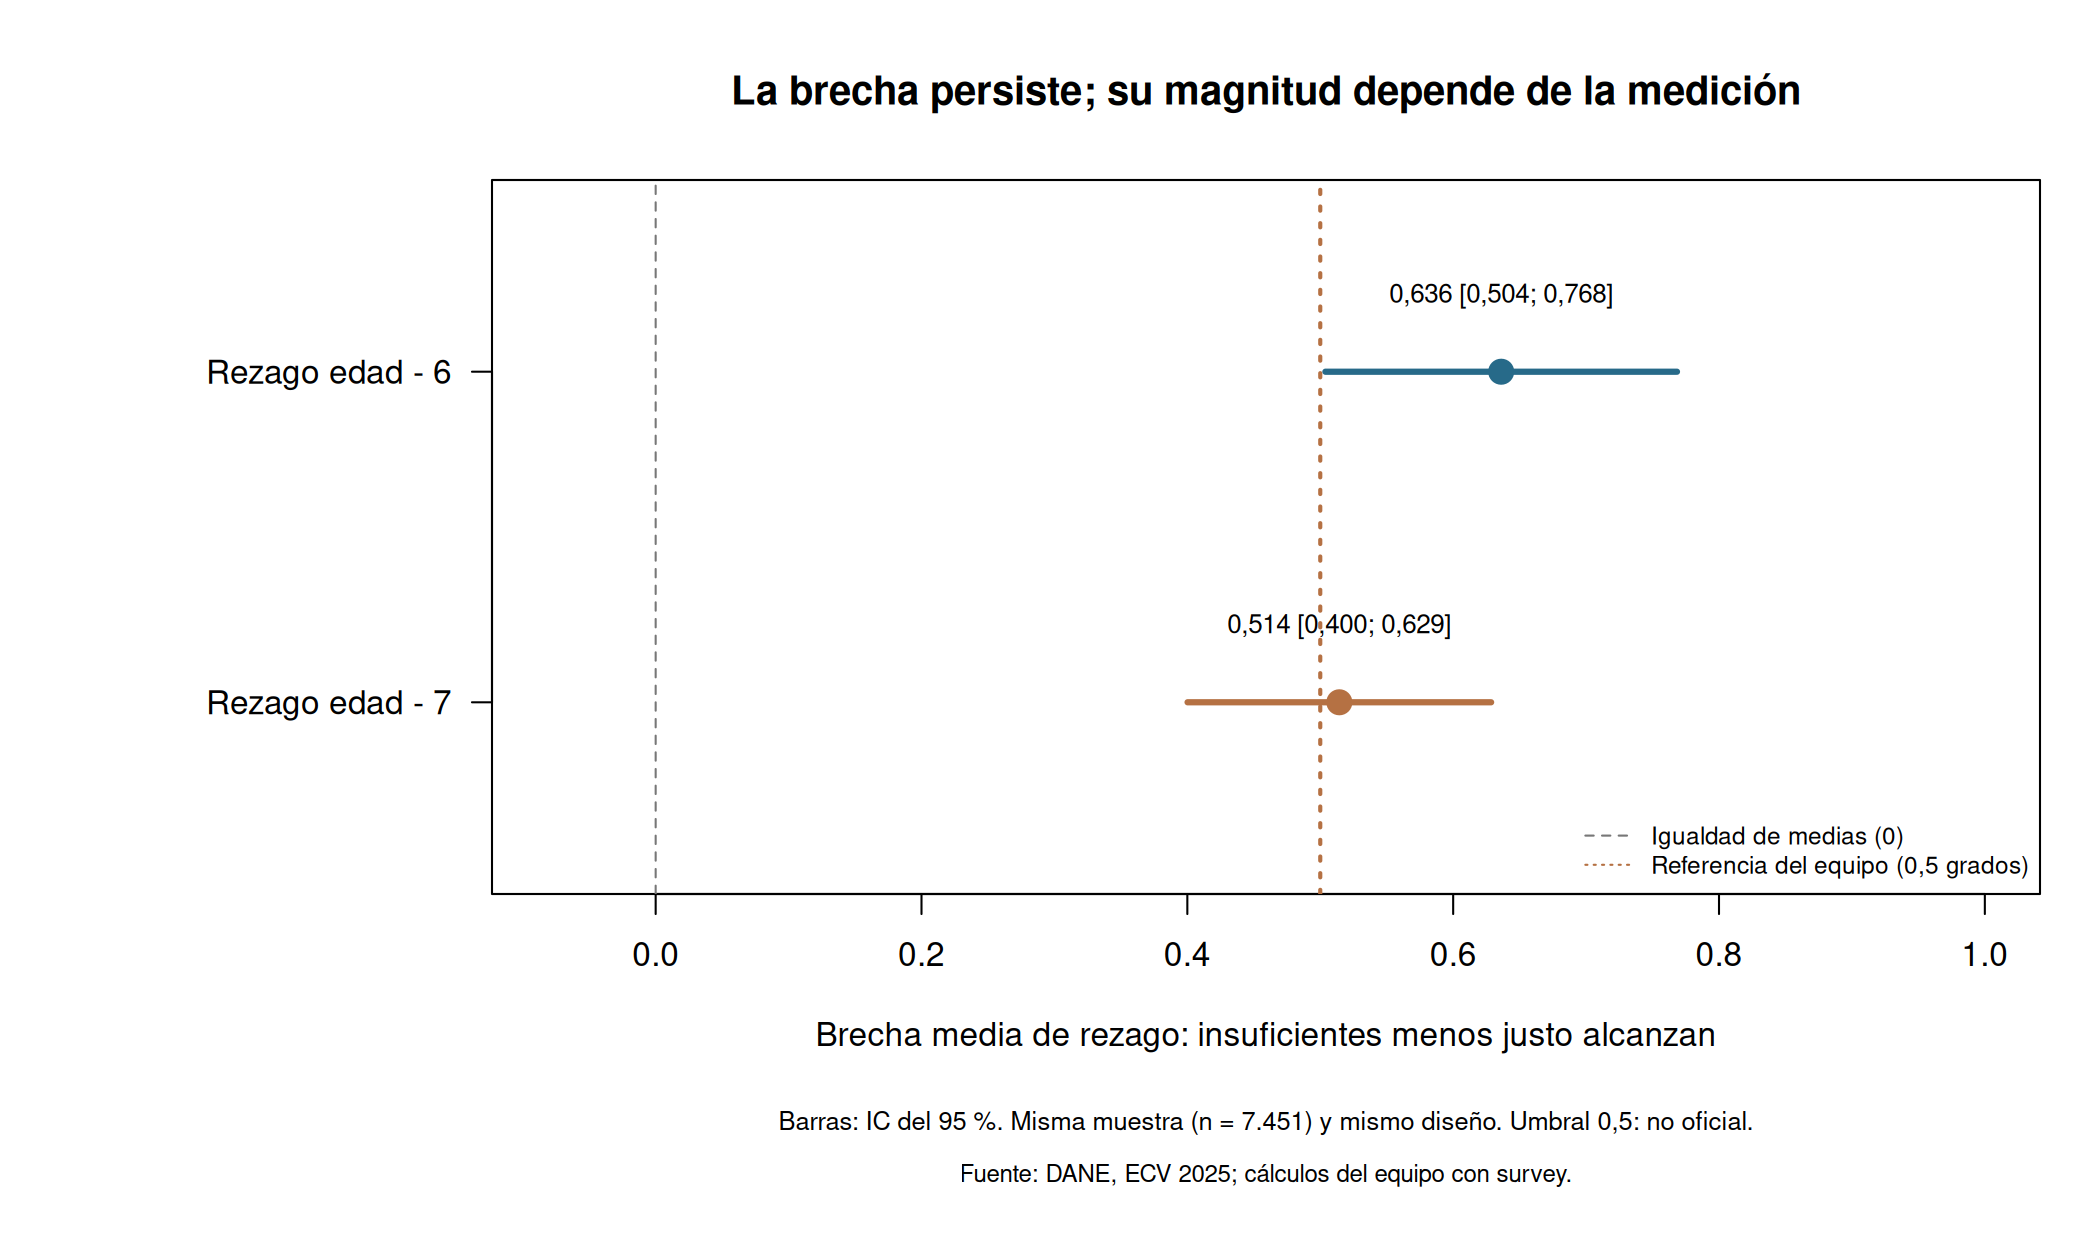 La brecha persiste; su magnitud depende de la medición
0,636 [0,504; 0,768]
Rezago edad - 6
0,514 [0,400; 0,629]
Rezago edad - 7
Igualdad de medias (0)
Referencia del equipo (0,5 grados)
0.0 0.2 0.4 0.6 0.8 1.0
Brecha media de rezago: insuficientes menos justo alcanzan
Barras: IC del 95 %. Misma muestra (n = 7.451) y mismo diseño. Umbral 0,5: no oficial.
Fuente: DANE, ECV 2025; cálculos del equipo con survey.